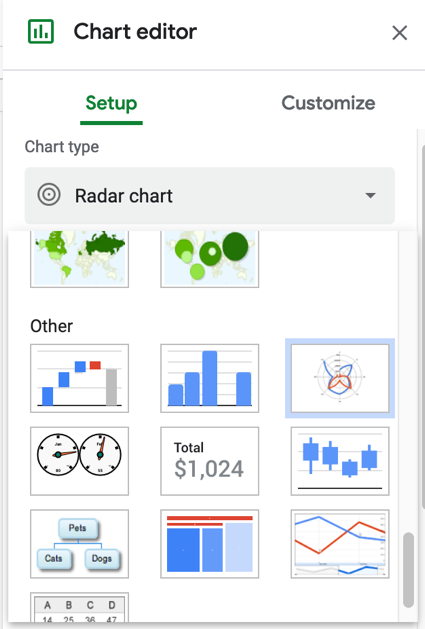 Chart editor
Setup Customize
Chart type
Radar chart
Other
Total
$1,024
Pets
Cats Dogs
A B C D
14 25 36 47